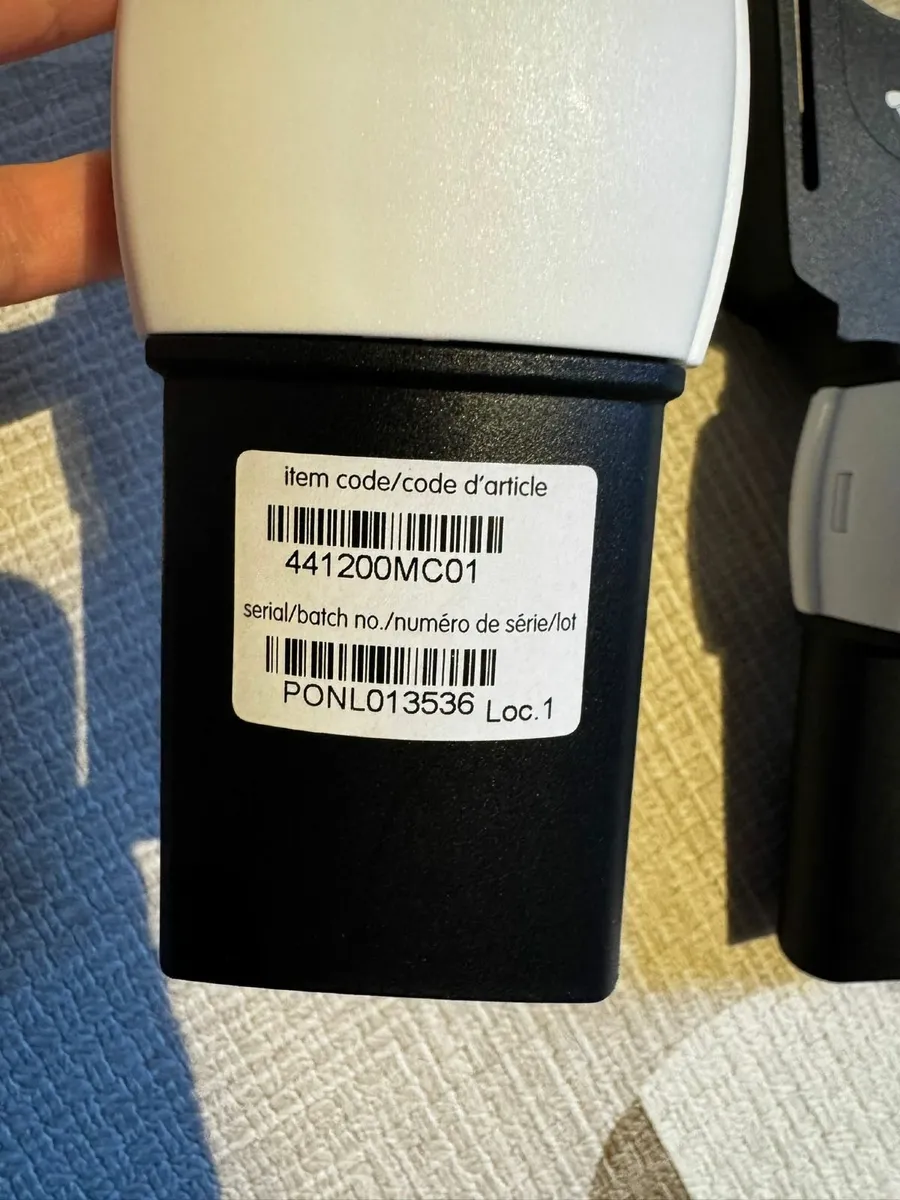 item code/code d'article
441200MC01
serial/batch no./numéro de série/lot
PONL013536 Loc.1